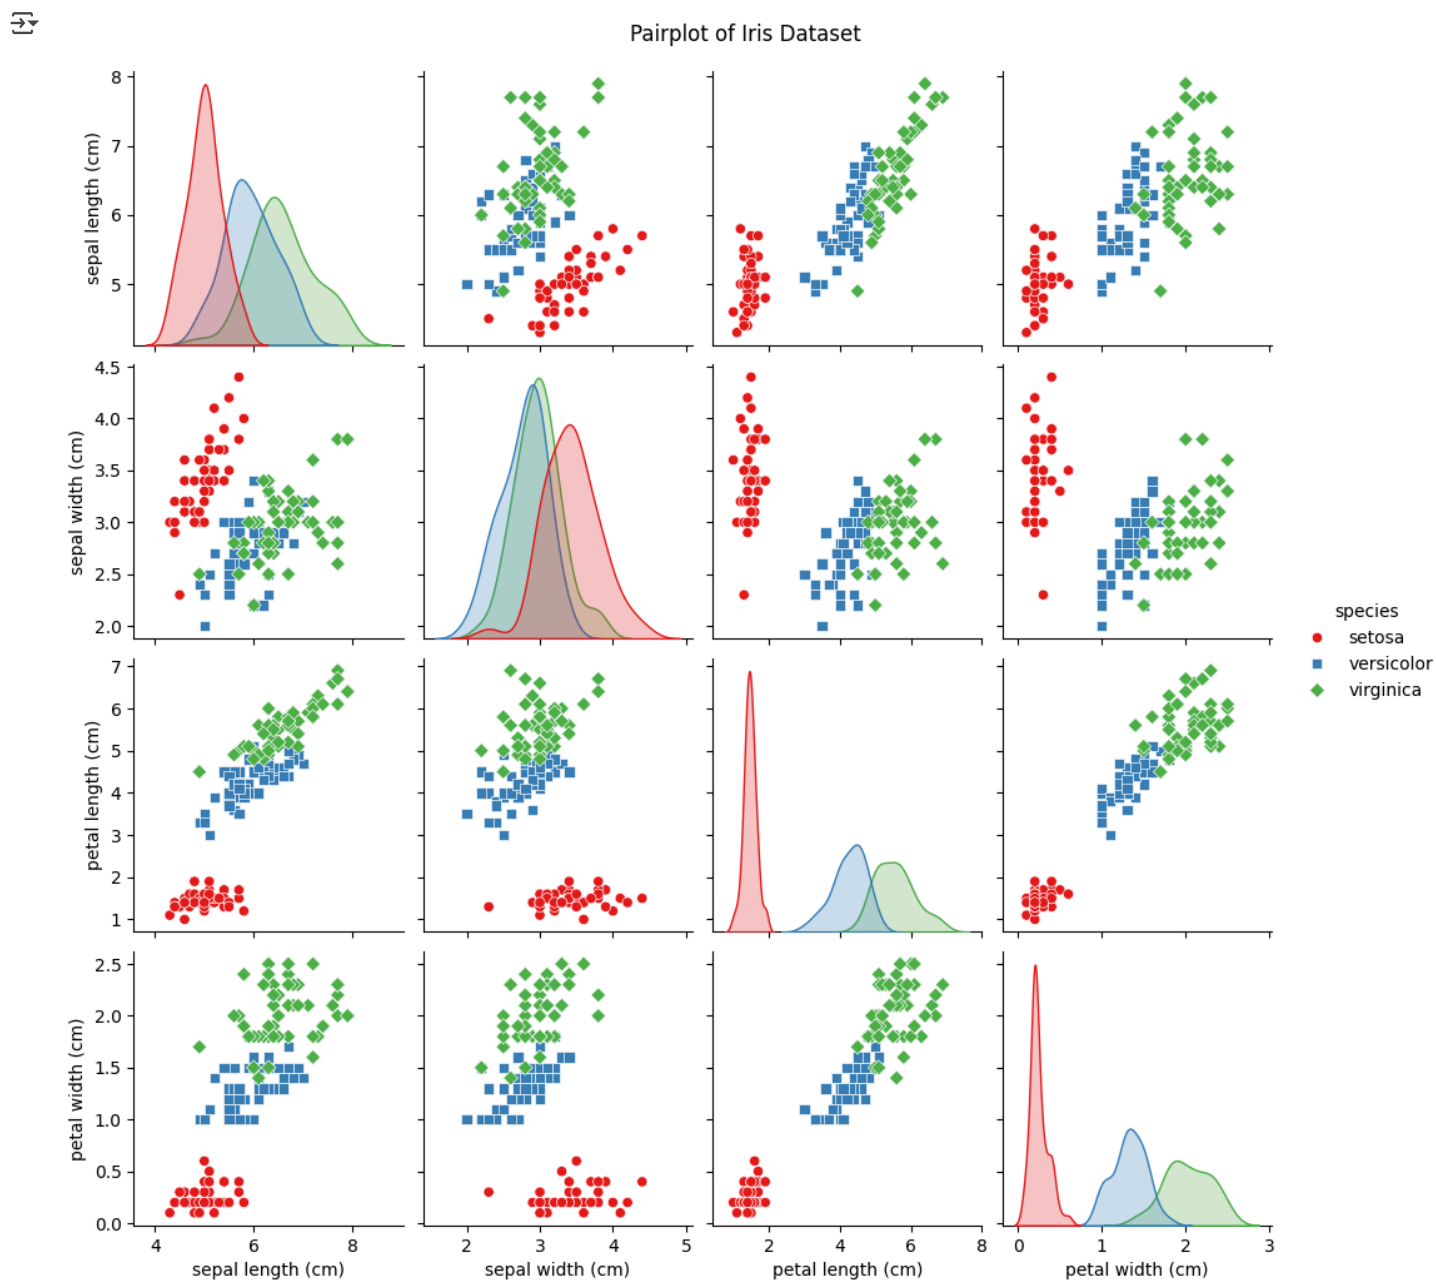 Pairplot of Iris Dataset
8
7
6
5
sepal length (cm)
4.5
4.0
3.5
3.0
2.5
2.0
sepal width (cm)
species
setosa
versicolor
virginica
7
6
5
4
3
2
1
petal length (cm)
2.5
2.0
1.5
1.0
0.5
0.0
petal width (cm)
4 6 8 2 3 4 5 2 4 6 8 0 1 2 3
sepal length (cm) sepal width (cm) petal length (cm) petal width (cm)